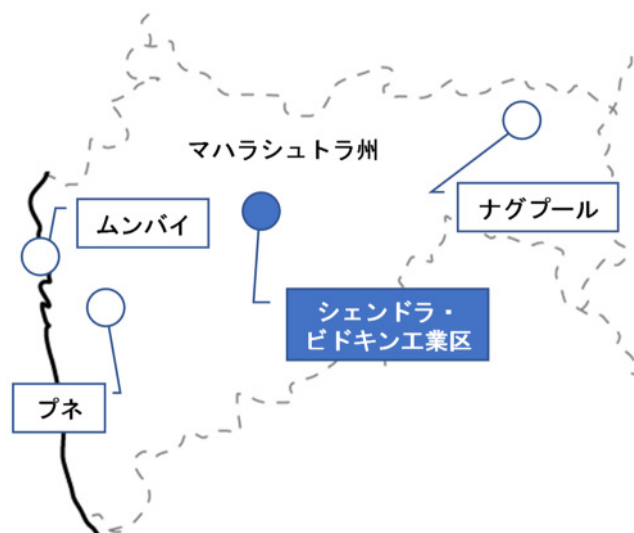 マハラシュトラ州
ムンバイ
ナグプール
シェンドラ・
ビドキン工業区
プネ